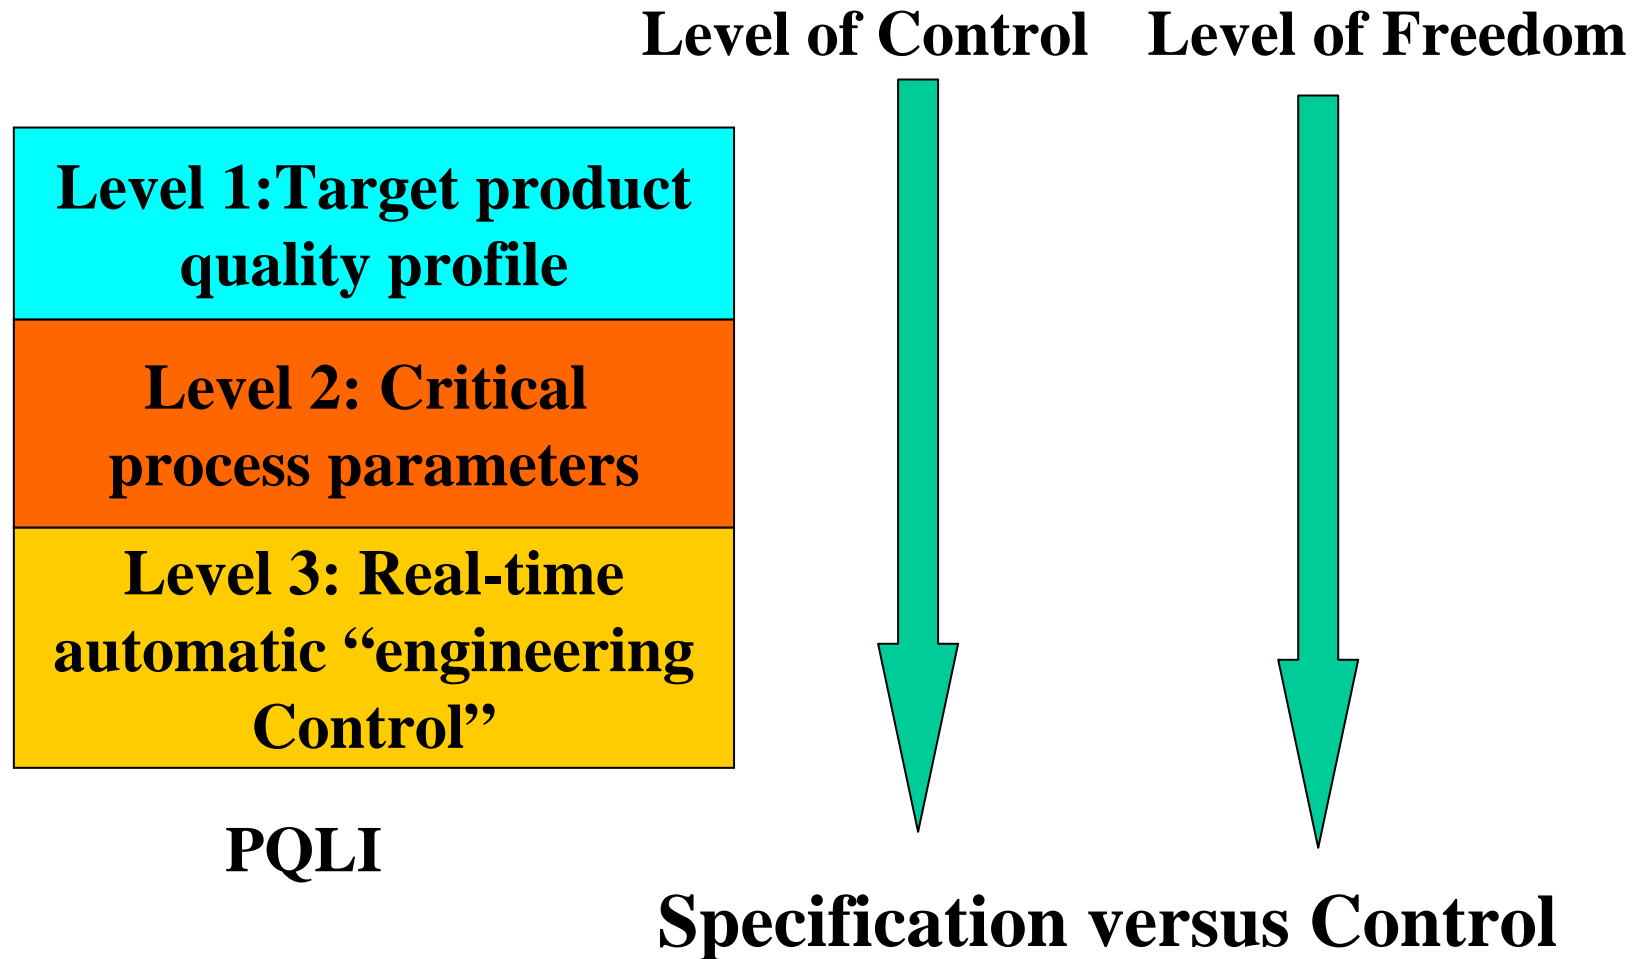 Level of Control
Level of Freedom
Level 1:Target product
quality profile
Level 2: Critical
process parameters
Level 3: Real-time
automatic “engineering
Control”
PQLI
Specification versus Control